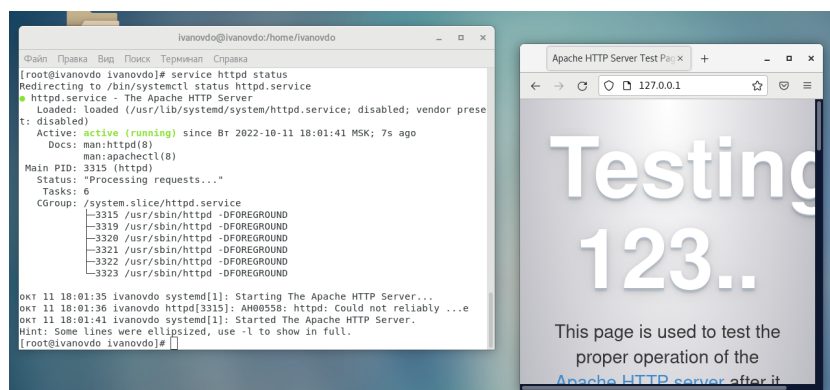 ivanovdo@ivanovdo:/home/ivanovdo
Файл Правка Вид Поиск Терминал Справка
[root@ivanovdo ivanovdo]# service httpd status
Redirecting to /bin/systemctl status httpd.service
● httpd.service - The Apache HTTP Server
Loaded: loaded (/usr/lib/systemd/system/httpd.service; disabled; vendor prese
t: disabled)
Active: active (running) since Вт 2022-10-11 18:01:41 MSK; 7s ago
Docs: man:httpd(8)
man:apachectl(8)
Main PID: 3315 (httpd)
Status: "Processing requests..."
Tasks: 6
CGroup: /system.slice/httpd.service
├─3315 /usr/sbin/httpd -DFOREGROUND
├─3319 /usr/sbin/httpd -DFOREGROUND
├─3320 /usr/sbin/httpd -DFOREGROUND
├─3321 /usr/sbin/httpd -DFOREGROUND
├─3322 /usr/sbin/httpd -DFOREGROUND
└─3323 /usr/sbin/httpd -DFOREGROUND
окт 11 18:01:35 ivanovdo systemd[1]: Starting The Apache HTTP Server...
окт 11 18:01:36 ivanovdo httpd[3315]: AH00558: httpd: Could not reliably ...e
окт 11 18:01:41 ivanovdo systemd[1]: Started The Apache HTTP Server.
Hint: Some lines were ellipsized, use -l to show in full.
[root@ivanovdo ivanovdo]#
Apache HTTP Server Test Pag
127.0.0.1
Testing
123..
This page is used to test the
proper operation of the
Apache HTTP server after it